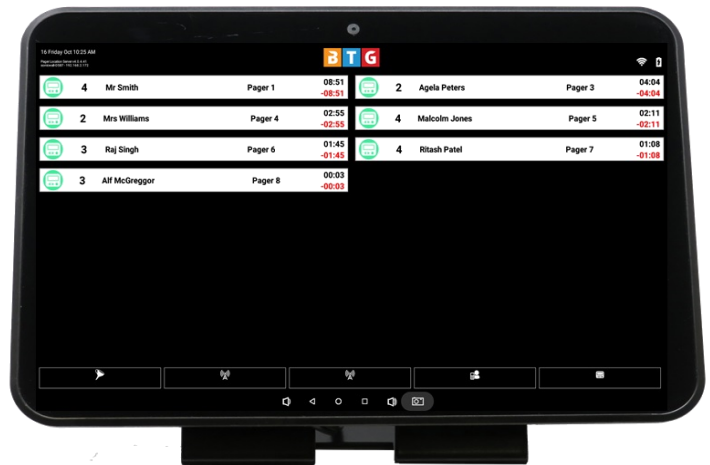 16 Friday Oct 10:25 AM
BTG
4 Mr Smith Pager 1 08:51
-08:51
2 Agela Peters Pager 3 04:04
-04:04
2 Mrs Williams Pager 4 02:55
-02:55
4 Malcolm Jones Pager 5 02:11
-02:11
3 Raj Singh Pager 6 01:45
-01:45
4 Ritash Patel Pager 7 01:08
-01:08
3 Alf McGreggor Pager 8 00:03
-00:03